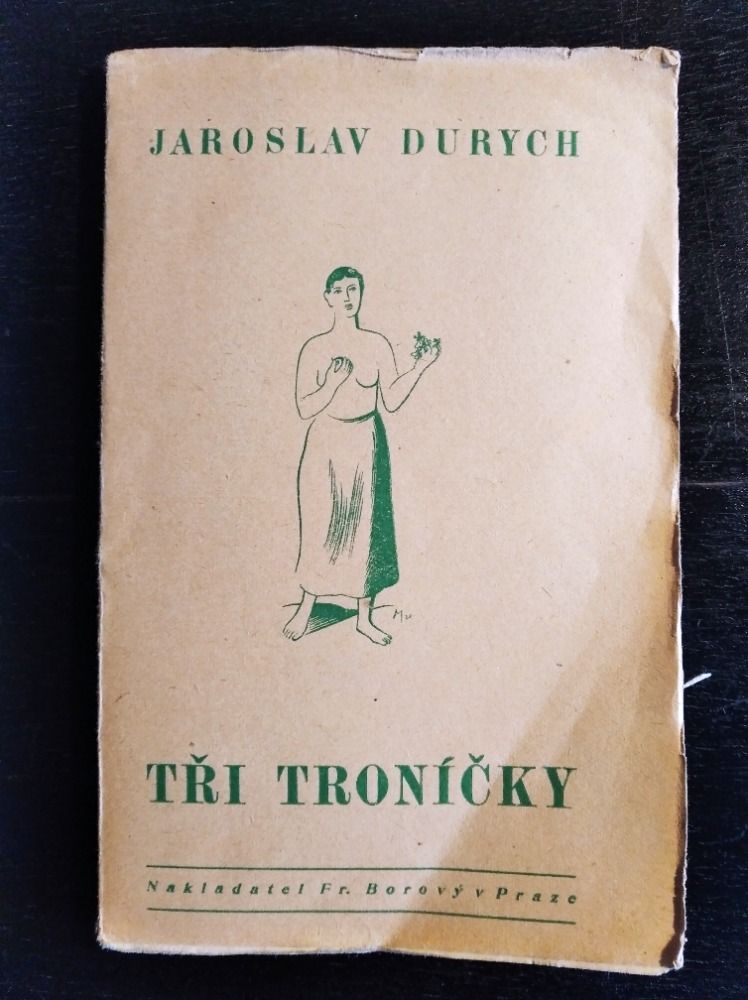 JAROSLAV DURYCH
TŘI TRONÍČKY
Nakladatel Fr. Borový v Praze